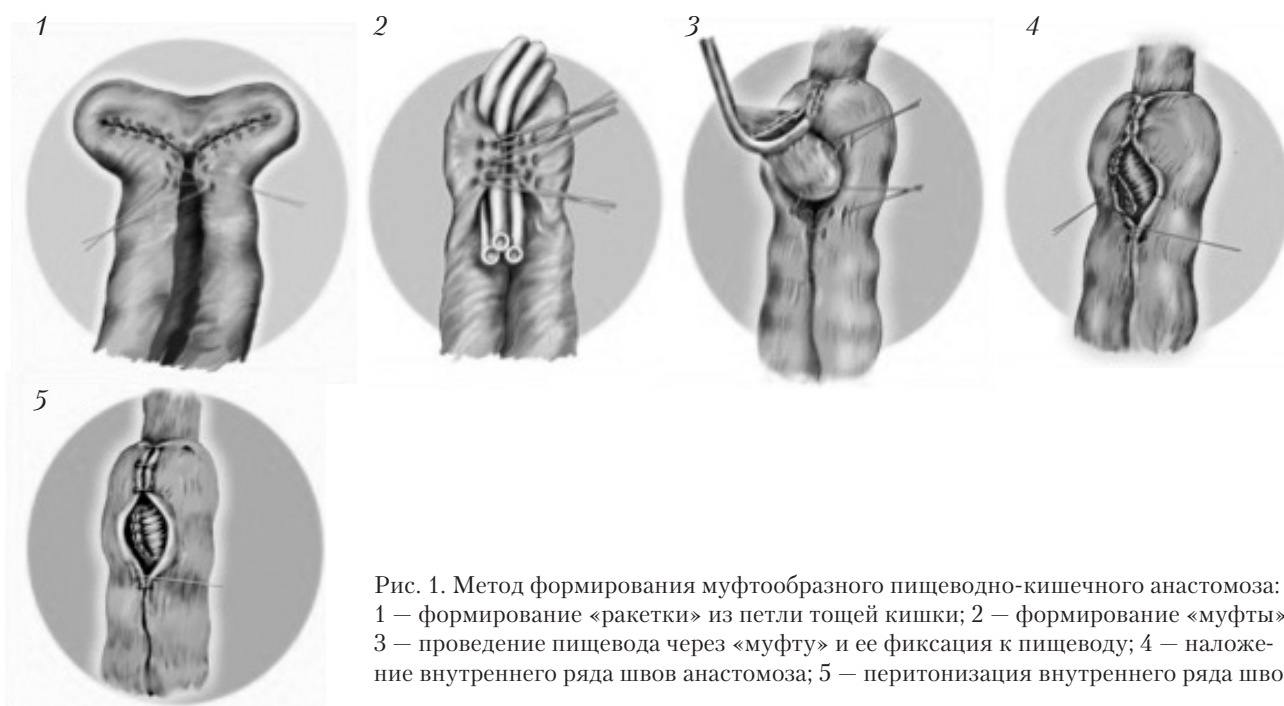 1
2
3
4
5
Рис. 1. Метод формирования муфтообразного пищеводно-кишечного анастомоза:
1 — формирование «ракетки» из петли тощей кишки; 2 — формирование «муфты»
3 — проведение пищевода через «муфту» и ее фиксация к пищеводу; 4 — наложе-
ние внутреннего ряда швов анастомоза; 5 — перитонизация внутреннего ряда шво